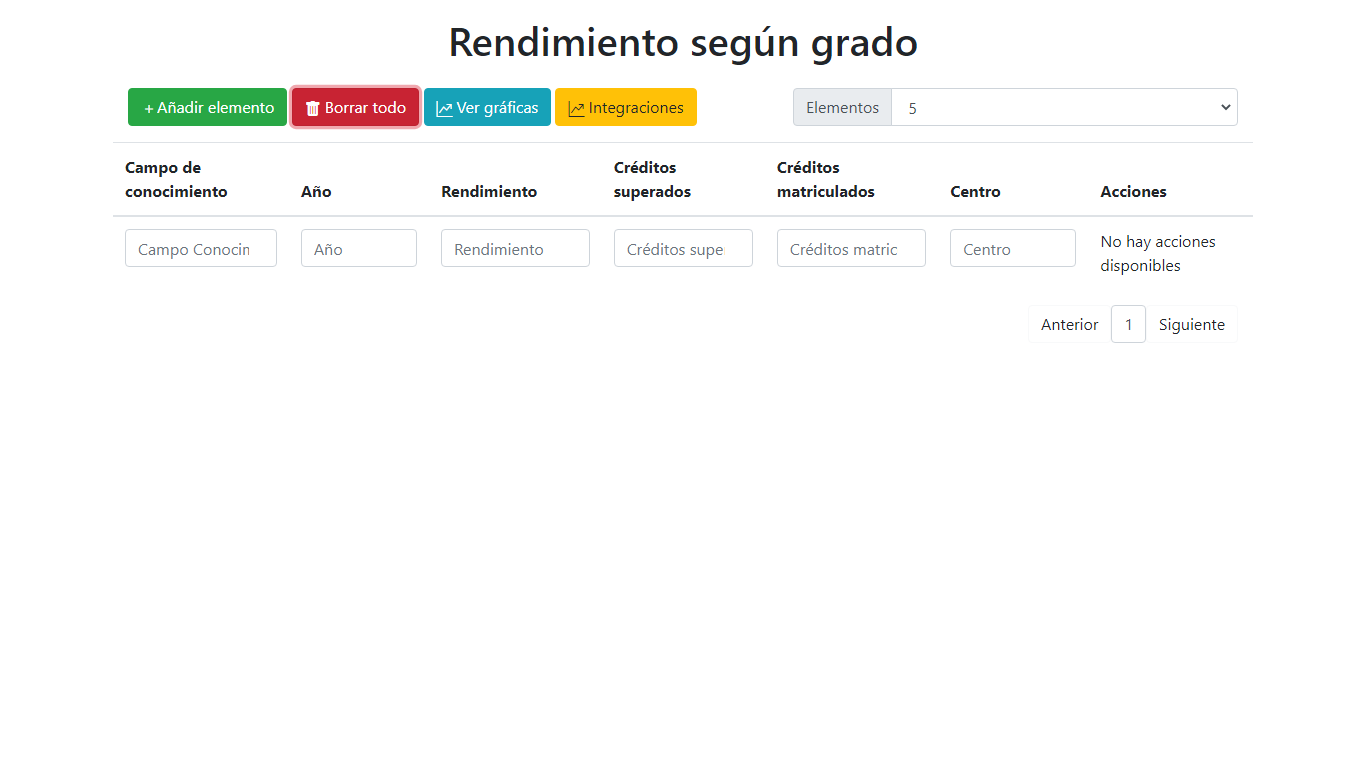 Rendimiento según grado
+ Añadir elemento Borrar todo Ver gráficas Integraciones Elementos 5
Campo de conocimiento Año Rendimiento Créditos superados Créditos matriculados Centro Acciones
Campo Conocin Año Rendimiento Créditos supe Créditos matric Centro No hay acciones disponibles
Anterior 1 Siguiente